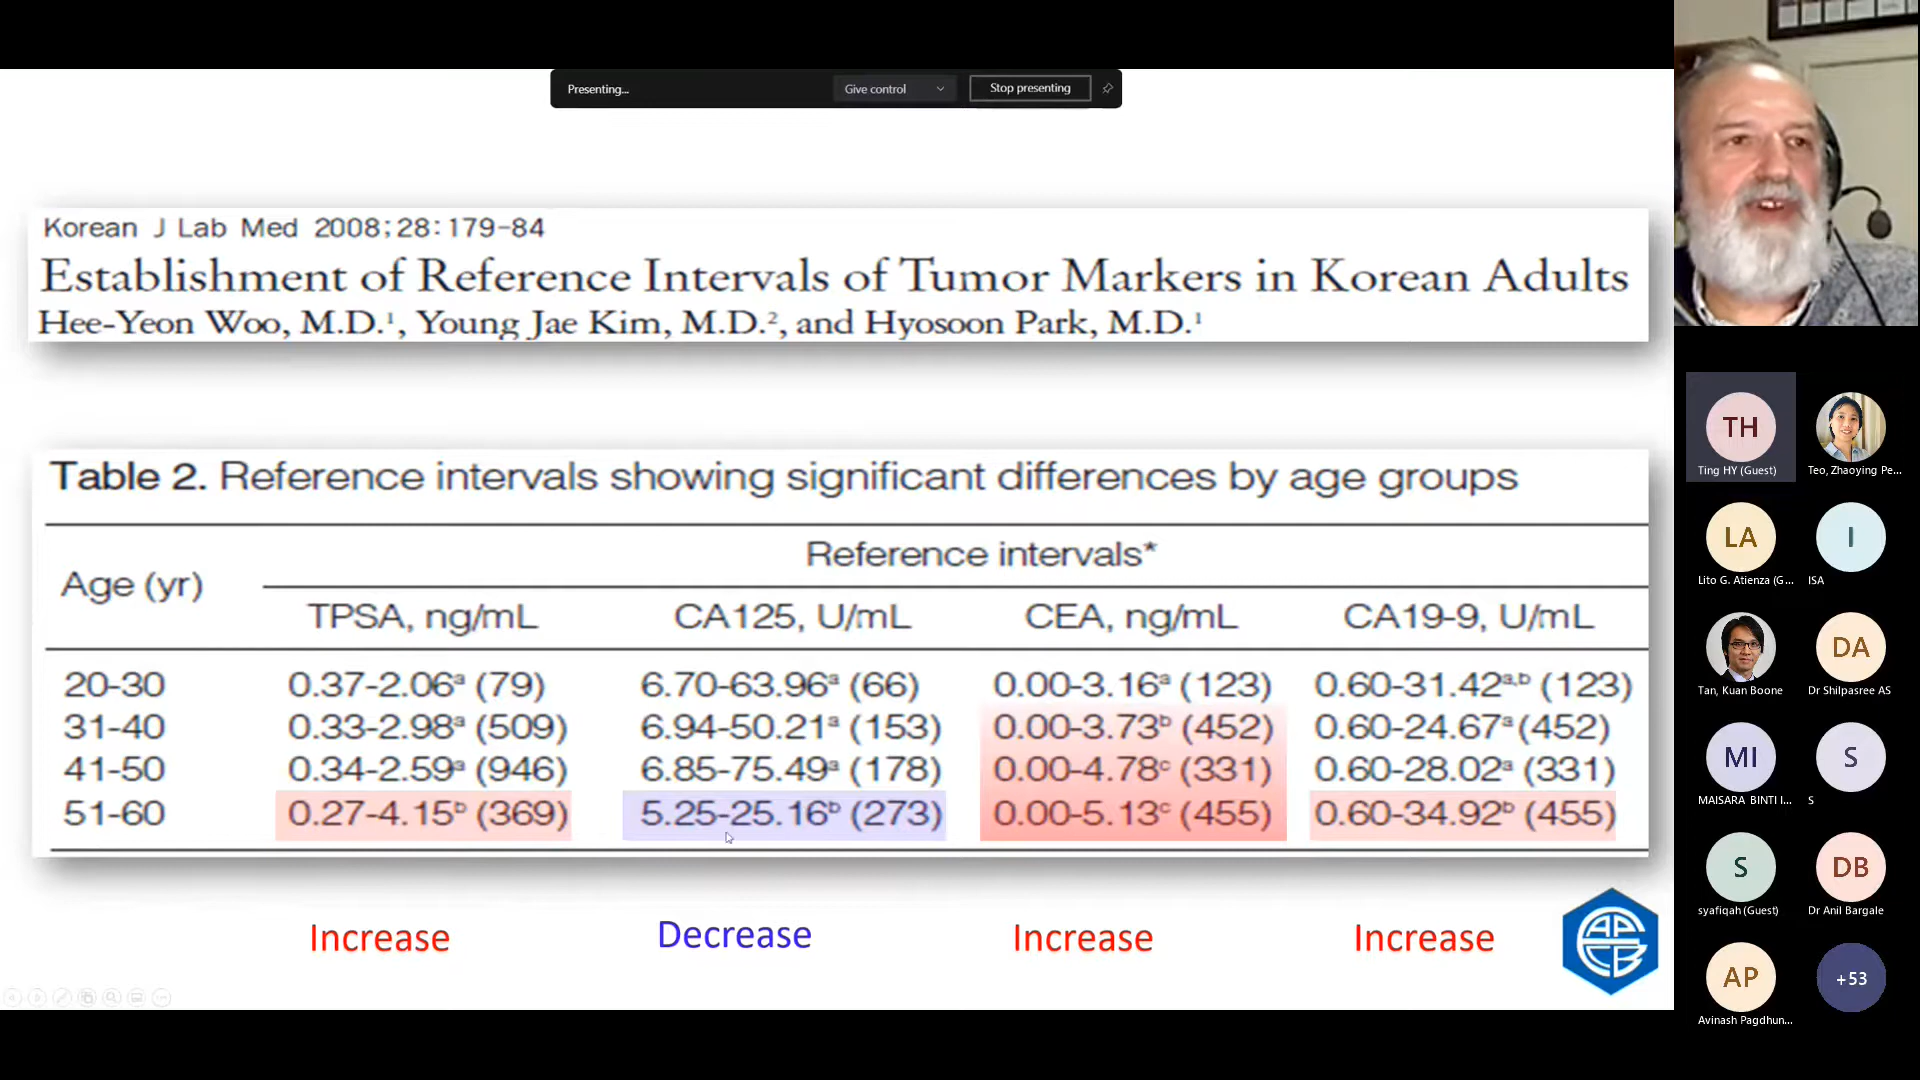 Presenting...
Give control
Stop presenting
Korean J Lab Med 2008;28:179-84
Establishment of Reference Intervals of Tumor Markers in Korean Adults
Hee-Yeon Woo, M.D.¹, Young Jae Kim, M.D.², and Hyosoon Park, M.D.¹
Table 2. Reference intervals showing significant differences by age groups
Age (yr)
Reference intervals*
TPSA, ng/mL CA125, U/mL CEA, ng/mL CA19-9, U/mL
20-30 0.37-2.06ᵃ (79) 6.70-63.96ᵃ (66) 0.00-3.16ᵃ (123) 0.60-31.42ᵃ,ᵇ (123)
31-40 0.33-2.98ᵃ (509) 6.94-50.21ᵃ (153) 0.00-3.73ᵇ (452) 0.60-24.67ᵃ (452)
41-50 0.34-2.59ᵃ (946) 6.85-75.49ᵃ (178) 0.00-4.78ᶜ (331) 0.60-28.02ᵃ (331)
51-60 0.27-4.15ᵇ (369) 5.25-25.16ᵇ (273) 0.00-5.13ᶜ (455) 0.60-34.92ᵇ (455)
Increase Decrease Increase Increase
APFCB
TH
Ting HY (Guest) Teo, Zhaoying Pe...
LA I
Lito G. Atienza (G... ISA
DA
Tan, Kuan Boone Dr Shilpasree AS
MI S
MAISARA BINTI I... S
S DB
syafiqah (Guest) Dr Anil Bargale
AP +53
Avinash Pagdhun...